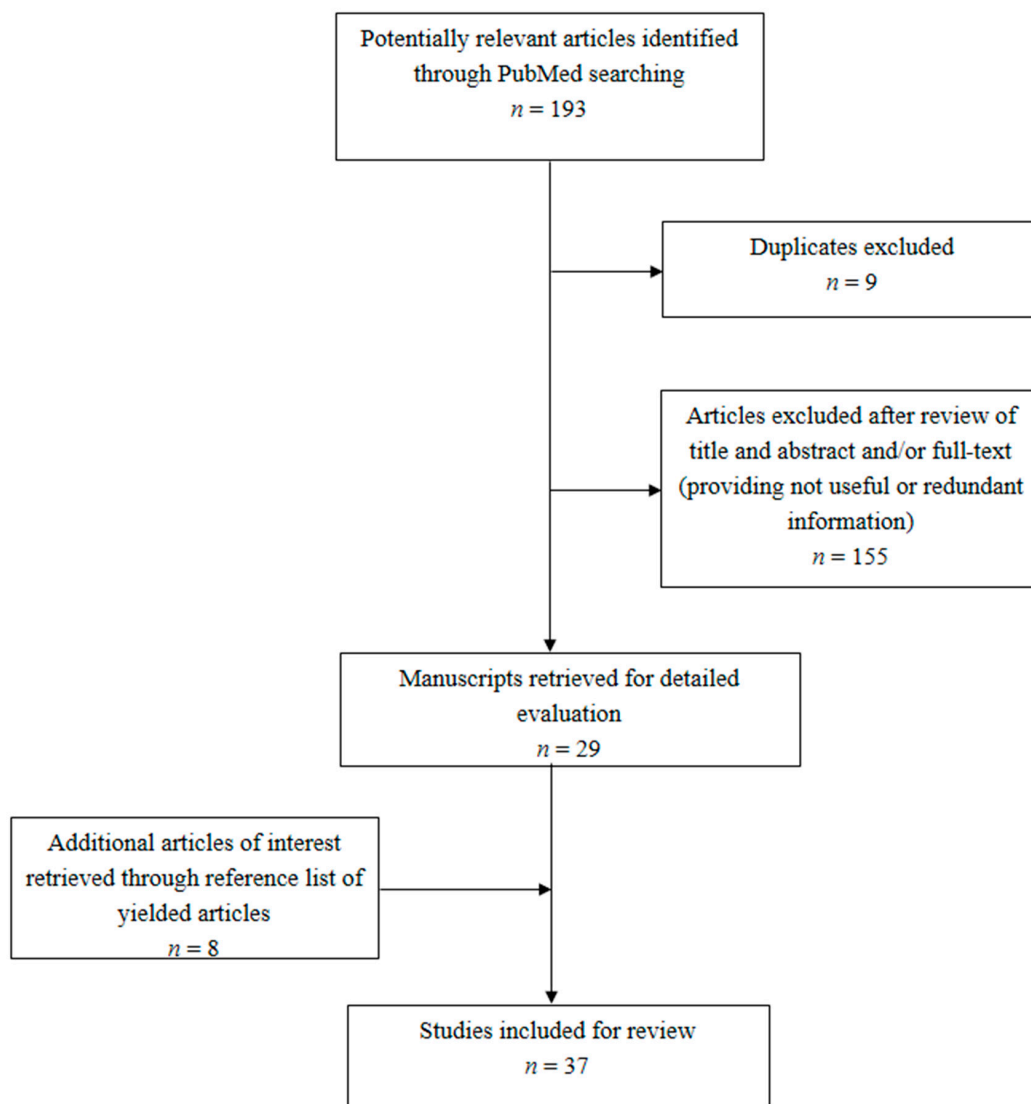 Potentially relevant articles identified
through PubMed searching
n = 193
Duplicates excluded
n = 9
Articles excluded after review of
title and abstract and/or full-text
(providing not useful or redundant
information)
n = 155
Manuscripts retrieved for detailed
evaluation
n = 29
Additional articles of interest
retrieved through reference list of
yielded articles
n = 8
Studies included for review
n = 37